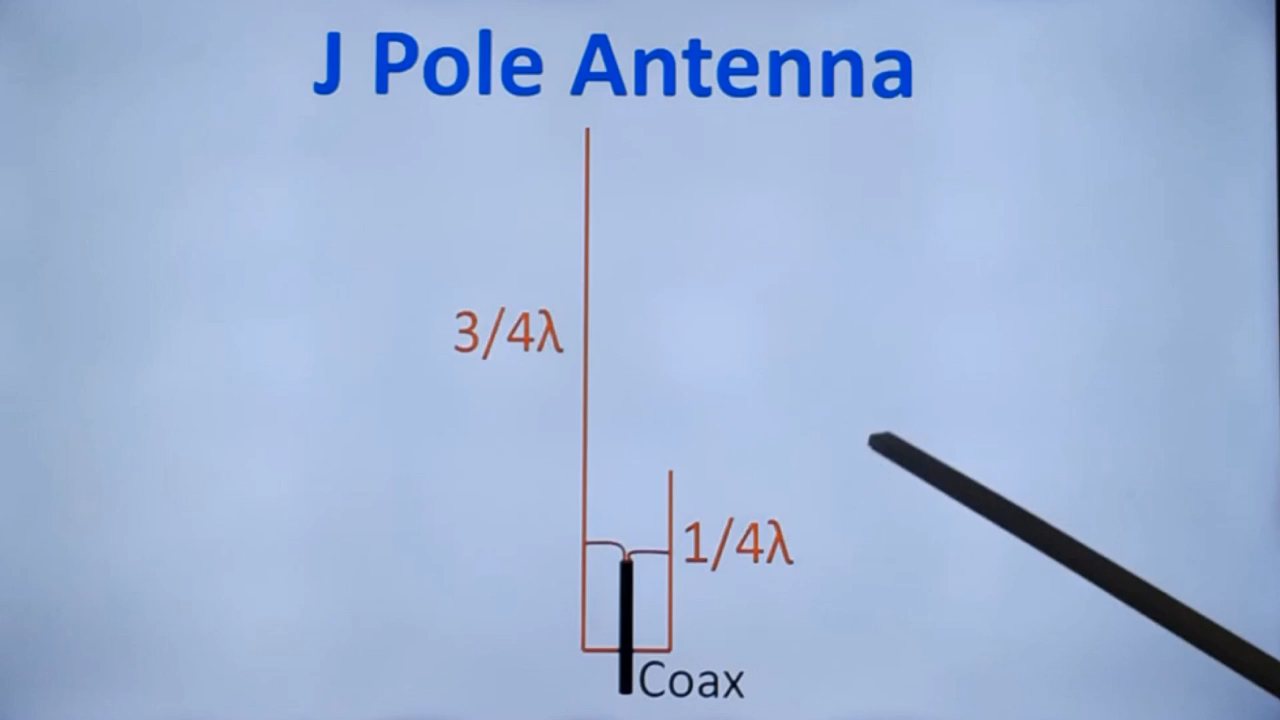 J Pole Antenna
3/4λ
1/4λ
Coax